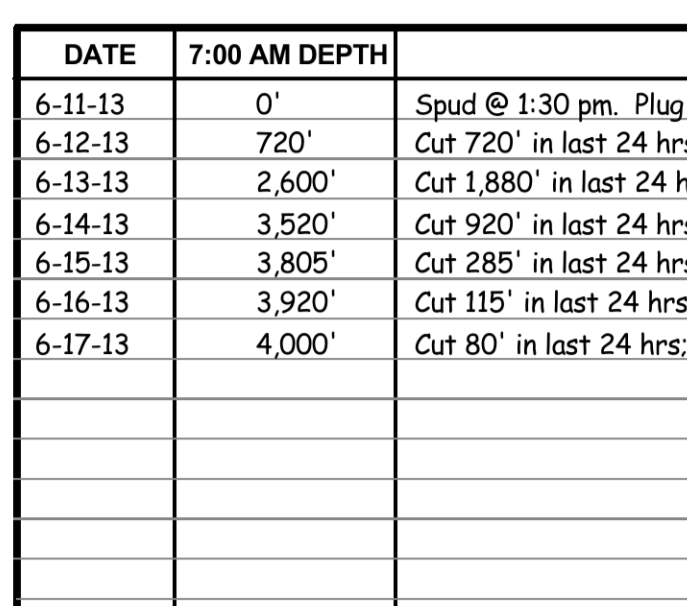 DATE 7:00 AM DEPTH
6-11-13 0' Spud @ 1:30 pm. Plug
6-12-13 720' Cut 720' in last 24 hrs
6-13-13 2,600' Cut 1,880' in last 24 h
6-14-13 3,520' Cut 920' in last 24 hrs
6-15-13 3,805' Cut 285' in last 24 hrs
6-16-13 3,920' Cut 115' in last 24 hrs
6-17-13 4,000' Cut 80' in last 24 hrs;